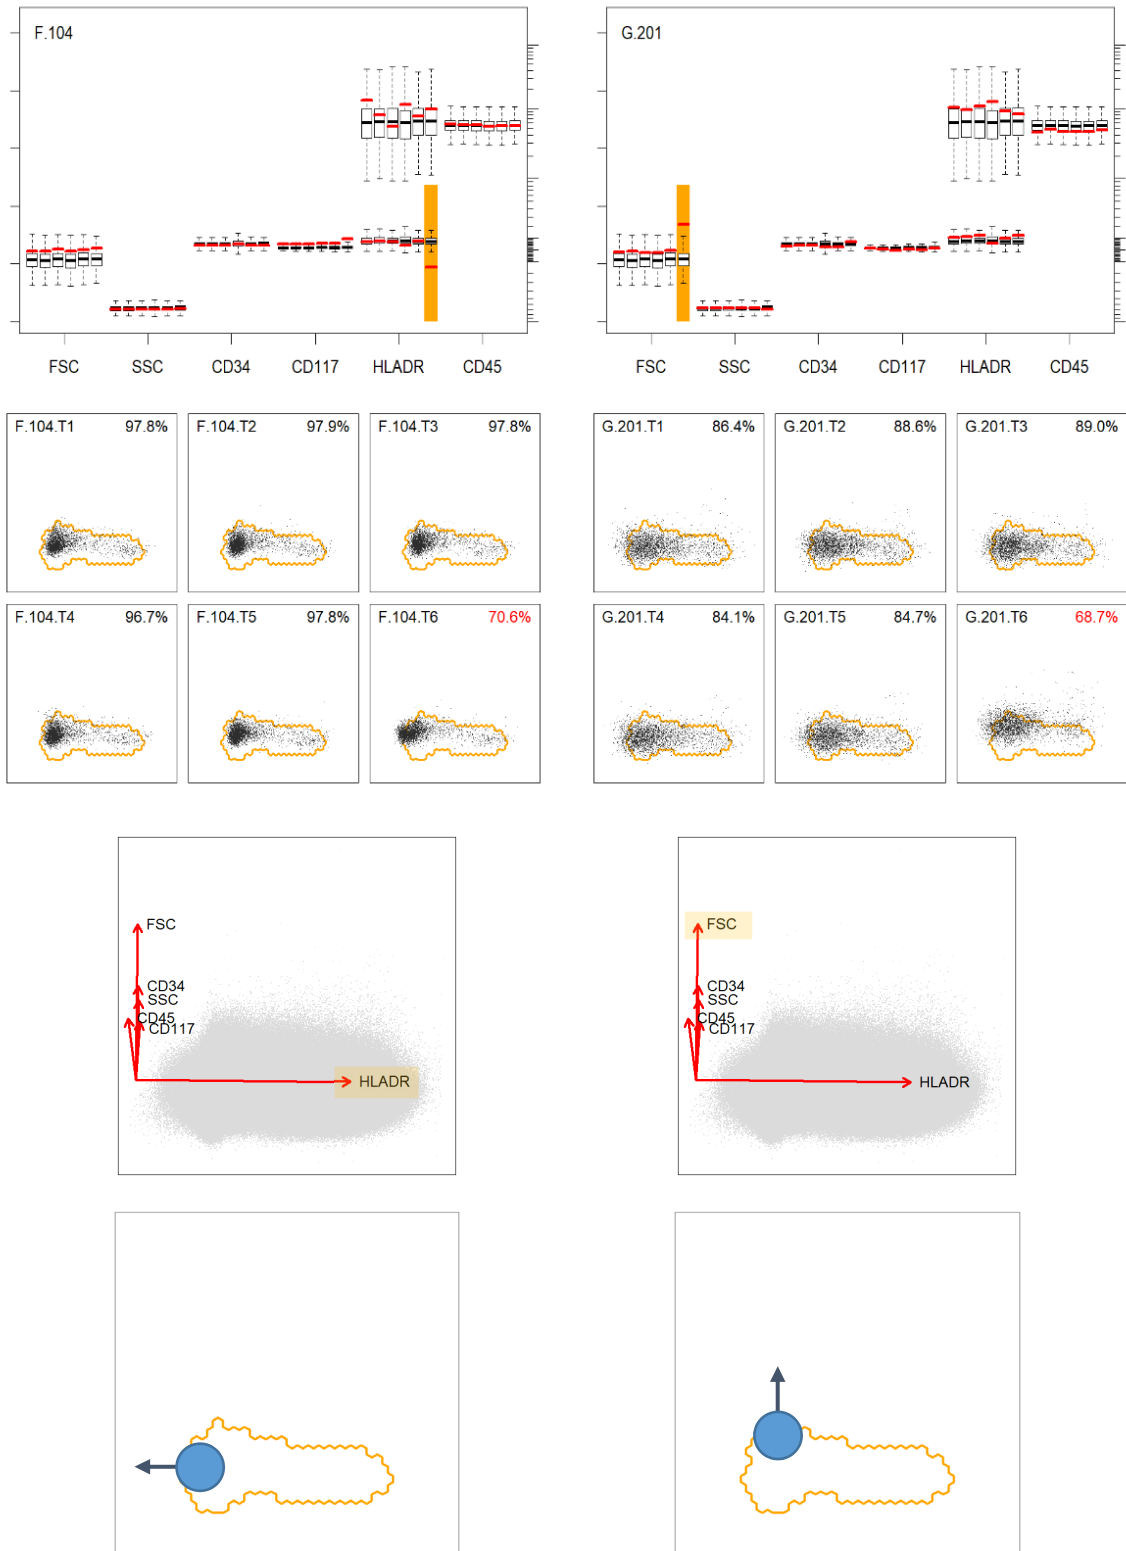 F.104
G.201
FSC SSC CD34 CD117 HLADR CD45
FSC SSC CD34 CD117 HLADR CD45
F.104.T1 97.8%
F.104.T2 97.9%
F.104.T3 97.8%
G.201.T1 86.4%
G.201.T2 88.6%
G.201.T3 89.0%
F.104.T4 96.7%
F.104.T5 97.8%
F.104.T6 70.6%
G.201.T4 84.1%
G.201.T5 84.7%
G.201.T6 68.7%
FSC
CD34
SSC
CD45
CD117
HLADR
FSC
CD34
SSC
CD45
CD117
HLADR